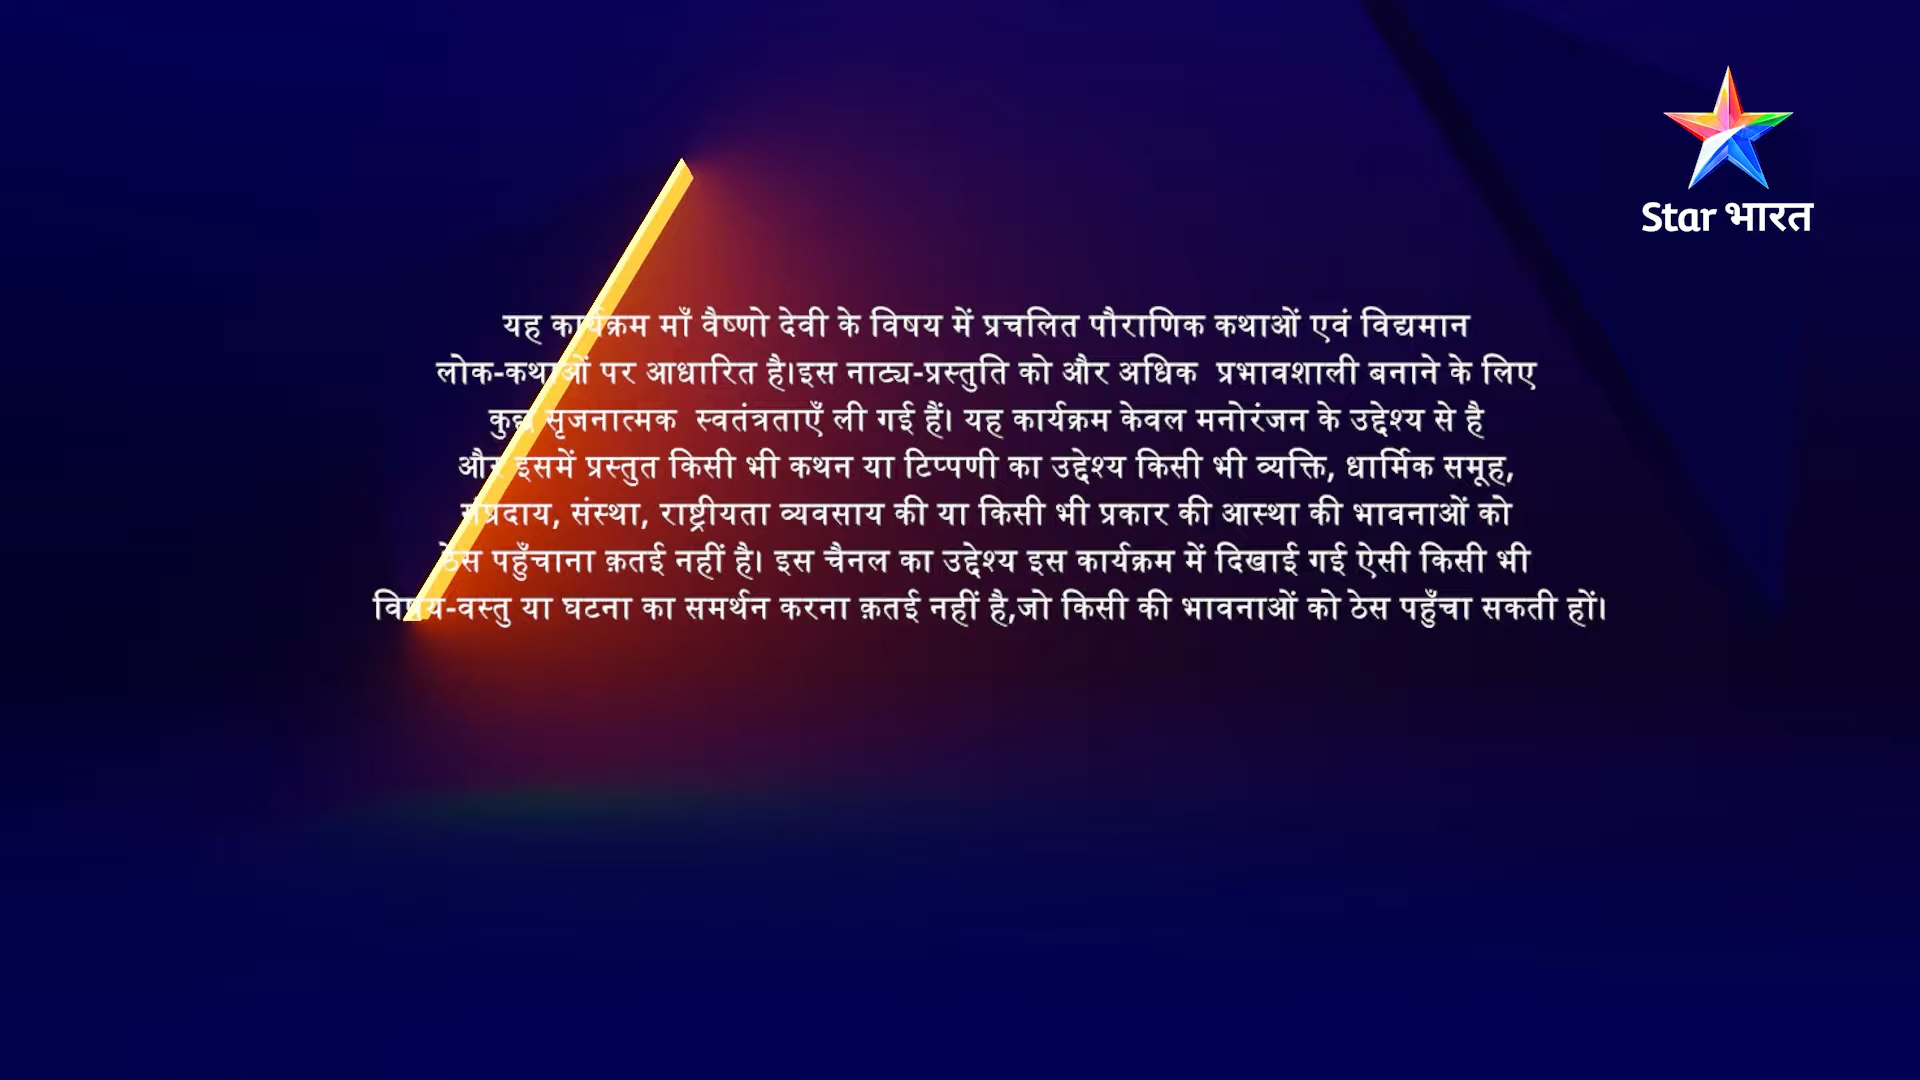 Star भारत
यह कार्यक्रम माँ वैष्णो देवी के विषय में प्रचलित पौराणिक कथाओं एवं विद्यमान
लोक-कथाओं पर आधारित है।इस नाट्य-प्रस्तुति को और अधिक प्रभावशाली बनाने के लिए
कुछ सृजनात्मक स्वतंत्रताएँ ली गई हैं। यह कार्यक्रम केवल मनोरंजन के उद्देश्य से है
और इसमें प्रस्तुत किसी भी कथन या टिप्पणी का उद्देश्य किसी भी व्यक्ति, धार्मिक समूह,
संप्रदाय, संस्था, राष्ट्रीयता व्यवसाय की या किसी भी प्रकार की आस्था की भावनाओं को
ठेस पहुँचाना क़तई नहीं है। इस चैनल का उद्देश्य इस कार्यक्रम में दिखाई गई ऐसी किसी भी
विषय-वस्तु या घटना का समर्थन करना क़तई नहीं है,जो किसी की भावनाओं को ठेस पहुँचा सकती हों।